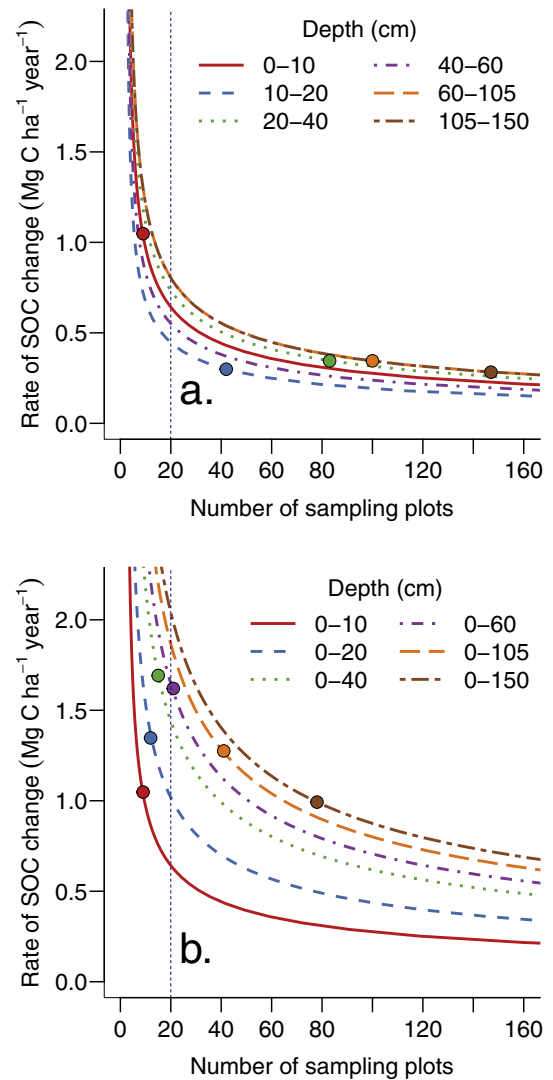 Rate of SOC change (Mg C ha⁻¹ year⁻¹)
2.0
1.5
1.0
0.5
0.0
Depth (cm)
0−10
10−20
20−40
40−60
60−105
105−150
a.
0 20 40 80 120 160
Number of sampling plots
Rate of SOC change (Mg C ha⁻¹ year⁻¹)
2.0
1.5
1.0
0.5
0.0
Depth (cm)
0−10
0−20
0−40
0−60
0−105
0−150
b.
0 20 40 80 120 160
Number of sampling plots